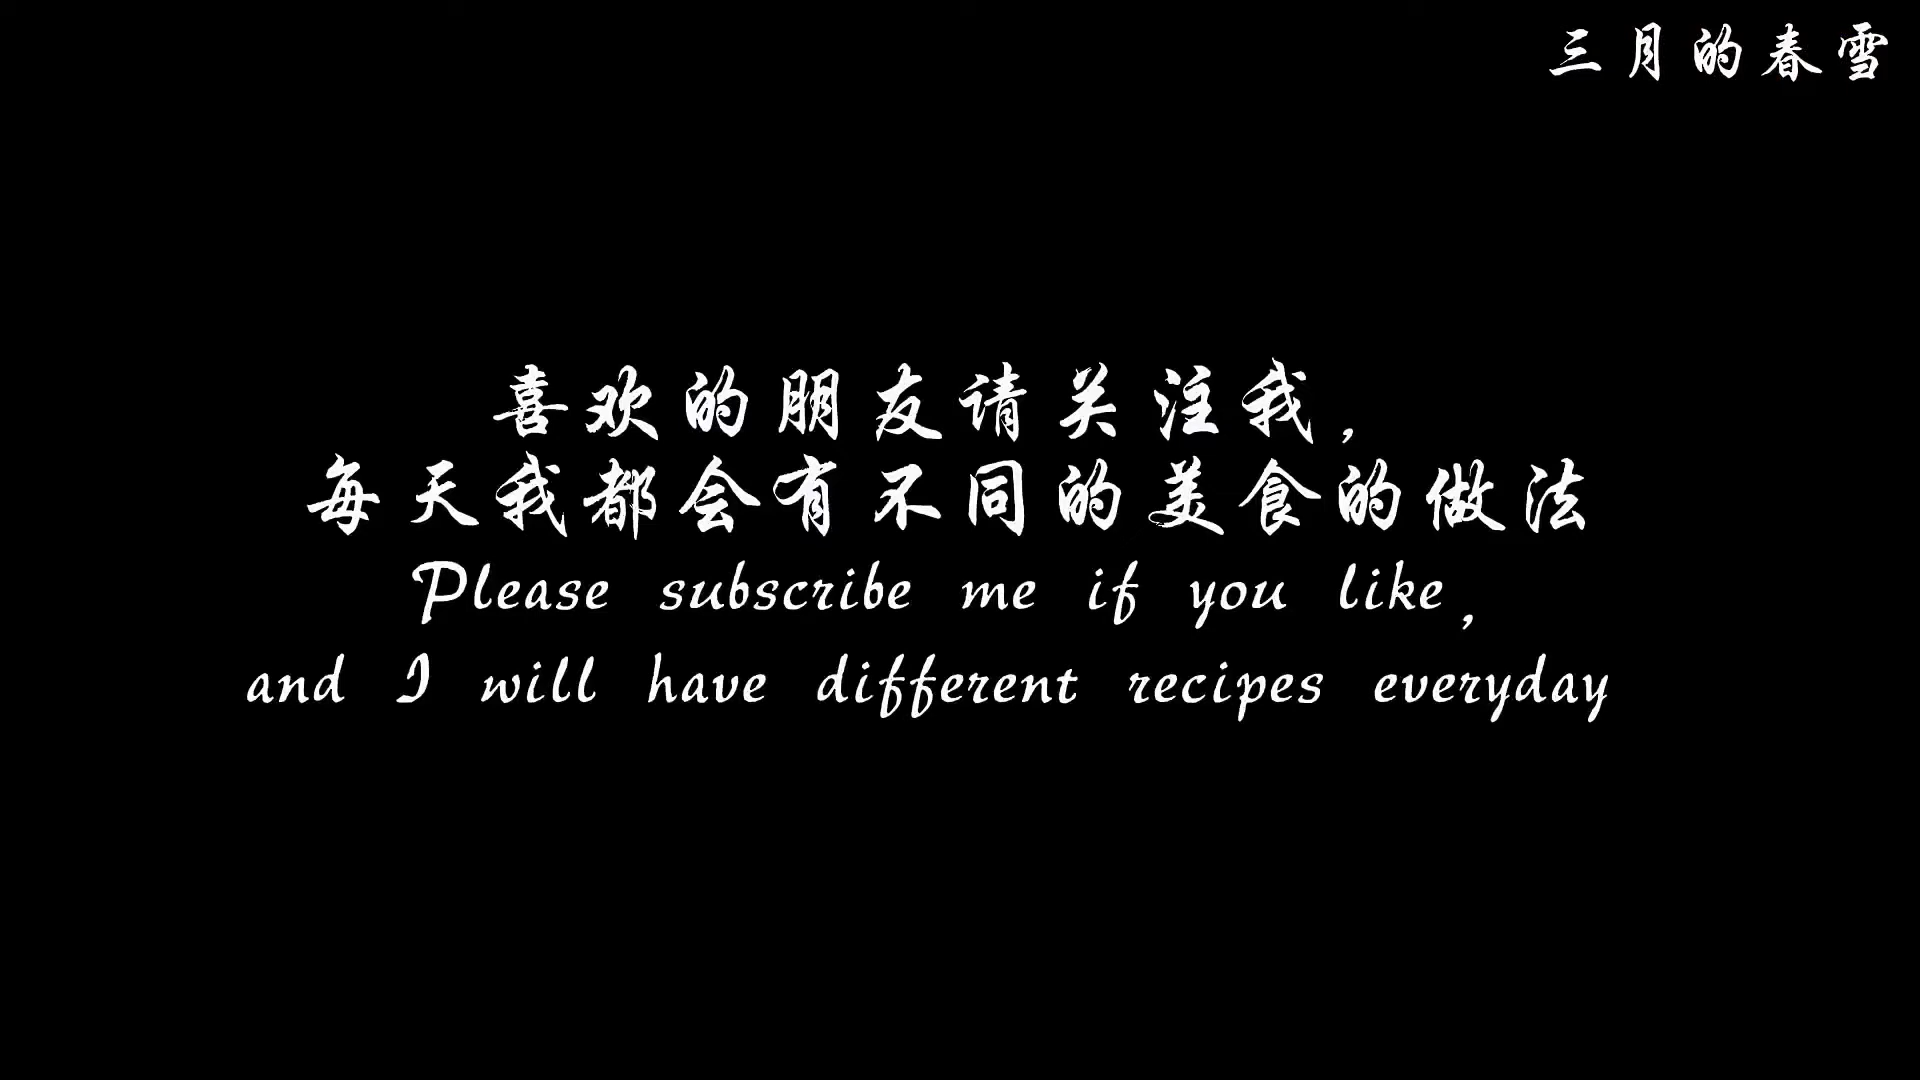 三月的春雪
喜欢的朋友请关注我,
每天我都会有不同的美食的做法
Please subscribe me if you like,
and I will have different recipes everyday